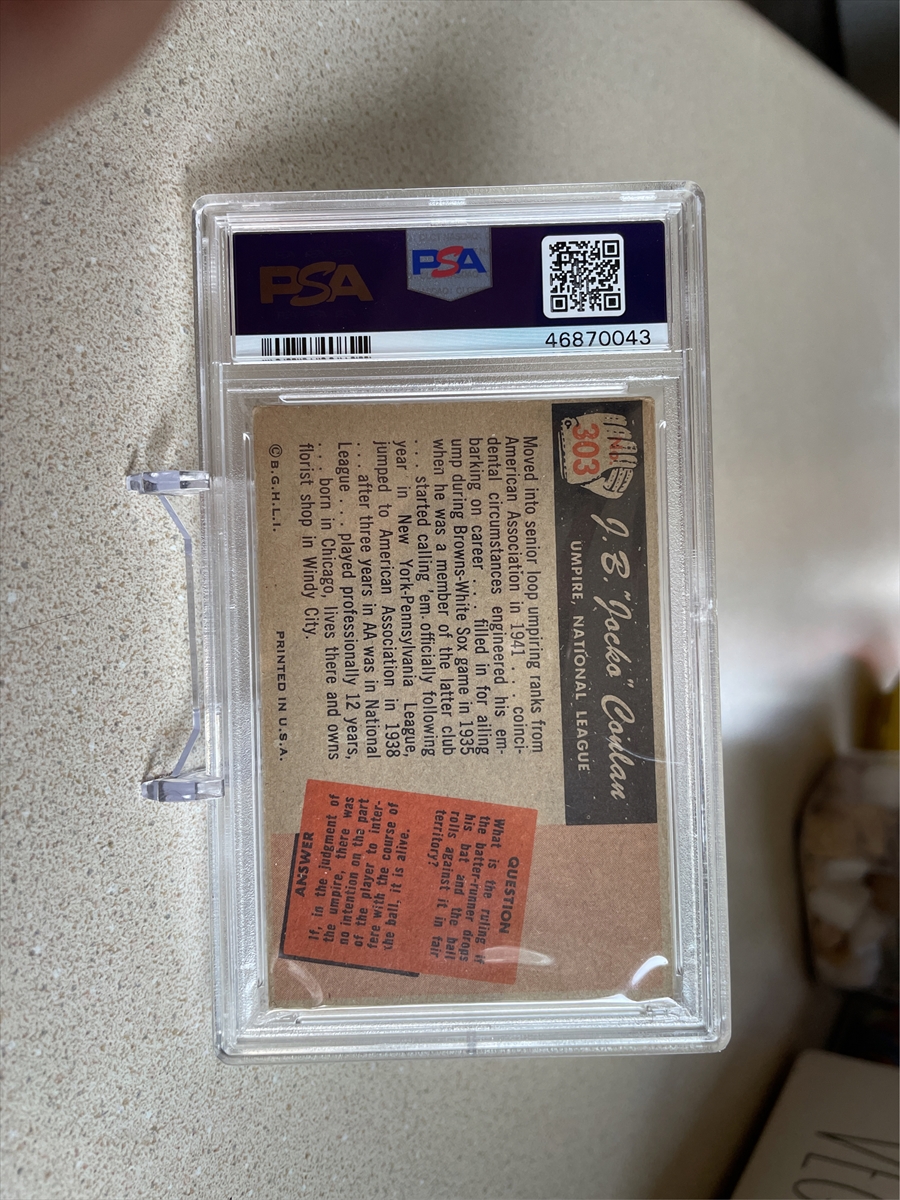 PSA
PSA
46870043
No.
303
J. B. "Jocko" Conlan
UMPIRE, NATIONAL LEAGUE
Moved into senior loop umpiring ranks from
American Association in 1941 . . . coinci-
dental circumstances engineered his em-
barking on career . . . filled in for ailing
ump during Browns-White Sox game in 1935
when he was a member of the latter club
. . . started calling 'em officially following
year in New York-Pennsylvania League,
jumped to American Association in 1938
. . . after three years in AA was in National
League . . . played professionally 12 years,
. . . born in Chicago, lives there and owns
florist shop in Windy City.
© B.G.H.L.I.
PRINTED IN U.S.A.
QUESTION
What is the ruling if
the batter-runner drops
his bat and the ball
rolls against it in fair
territory?
ANSWER
If, in the judgment of
the umpire, there was
no intention on the part
of the player to inter-
fere with the course of
the ball it is alive.